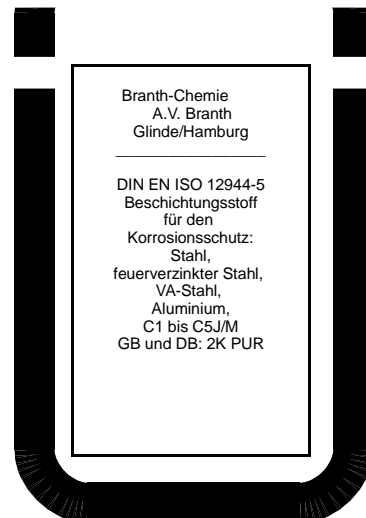 Branth-Chemie
A.V. Branth
Glinde/Hamburg
DIN EN ISO 12944-5
Beschichtungsstoff
für den
Korrosionsschutz:
Stahl,
feuerverzinkter Stahl,
VA-Stahl,
Aluminium,
C1 bis C5J/M
GB und DB: 2K PUR